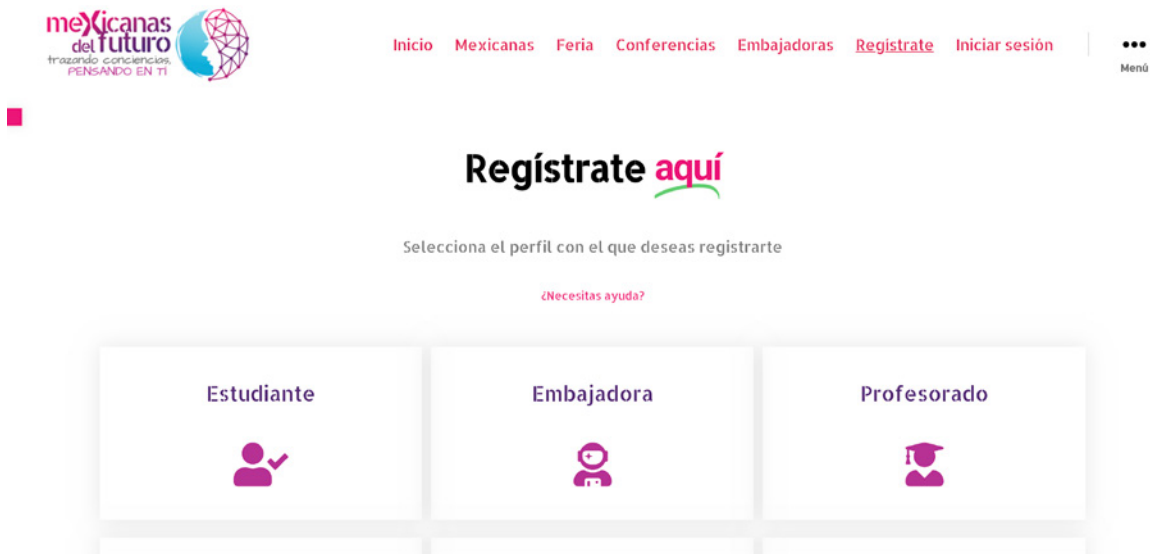 meXicanas
del futuro
trazando conciencias,
PENSANDO EN TI
Inicio Mexicanas Feria Conferencias Embajadoras Regístrate Iniciar sesión
Menú
Regístrate aquí
Selecciona el perfil con el que deseas registrarte
¿Necesitas ayuda?
Estudiante Embajadora Profesorado